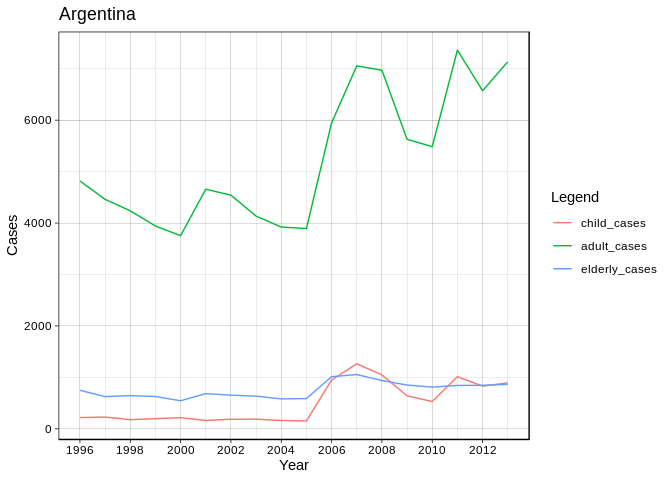 Argentina
Cases
6000
4000
2000
0
1996 1998 2000 2002 2004 2006 2008 2010 2012
Year
Legend
child_cases
adult_cases
elderly_cases